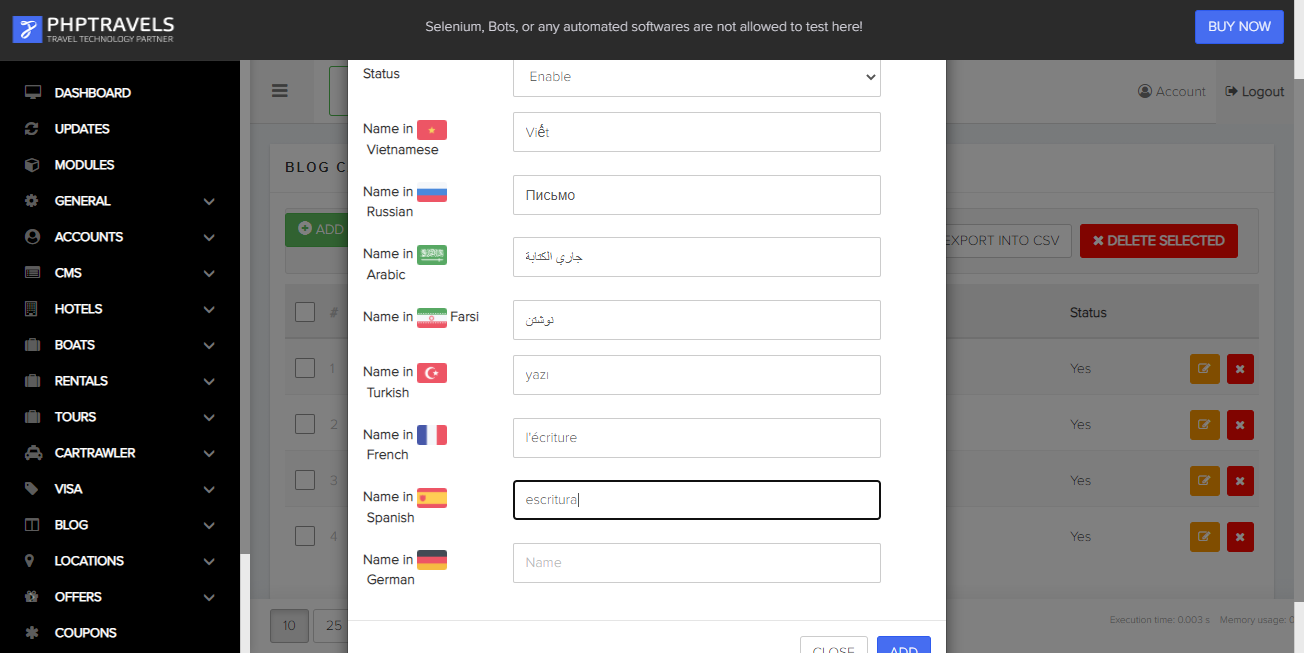 PHPTRAVELS
TRAVEL TECHNOLOGY PARTNER
Selenium, Bots, or any automated softwares are not allowed to test here!
BUY NOW
DASHBOARD
UPDATES
MODULES
GENERAL
ACCOUNTS
CMS
HOTELS
BOATS
RENTALS
TOURS
CARTRAWLER
VISA
BLOG
LOCATIONS
OFFERS
COUPONS
Account
Logout
BLOG C
ADD
EXPORT INTO CSV
DELETE SELECTED
#
Status
1
Yes
2
Yes
3
Yes
4
Yes
10
25
Execution time: 0.003 s
Memory usage: 0
Status
Enable
Name in
Vietnamese
Viết
Name in
Russian
Письмо
Name in
Arabic
جاري الكتابة
Name in Farsi
نوشتن
Name in
Turkish
yazı
Name in
French
l'écriture
Name in
Spanish
escritura
Name in
German
Name
CLOSE
ADD